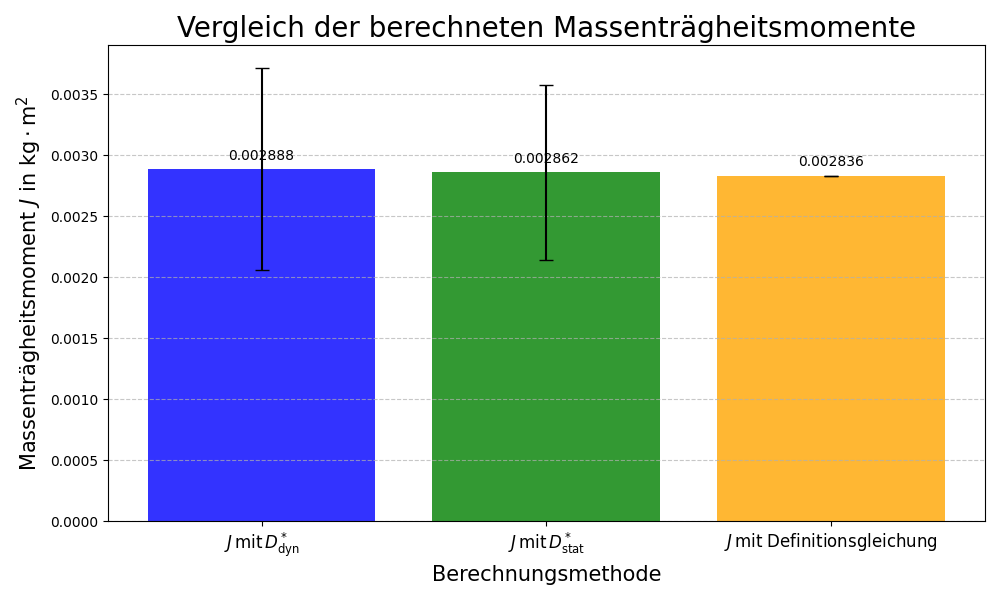 Vergleich der berechneten Massenträgheitsmomente
Massenträgheitsmoment J in kg · m²
0.0035
0.0030
0.0025
0.0020
0.0015
0.0010
0.0005
0.0000
0.002888
0.002862
0.002836
J mit D*dyn
J mit D*stat
J mit Definitionsgleichung
Berechnungsmethode